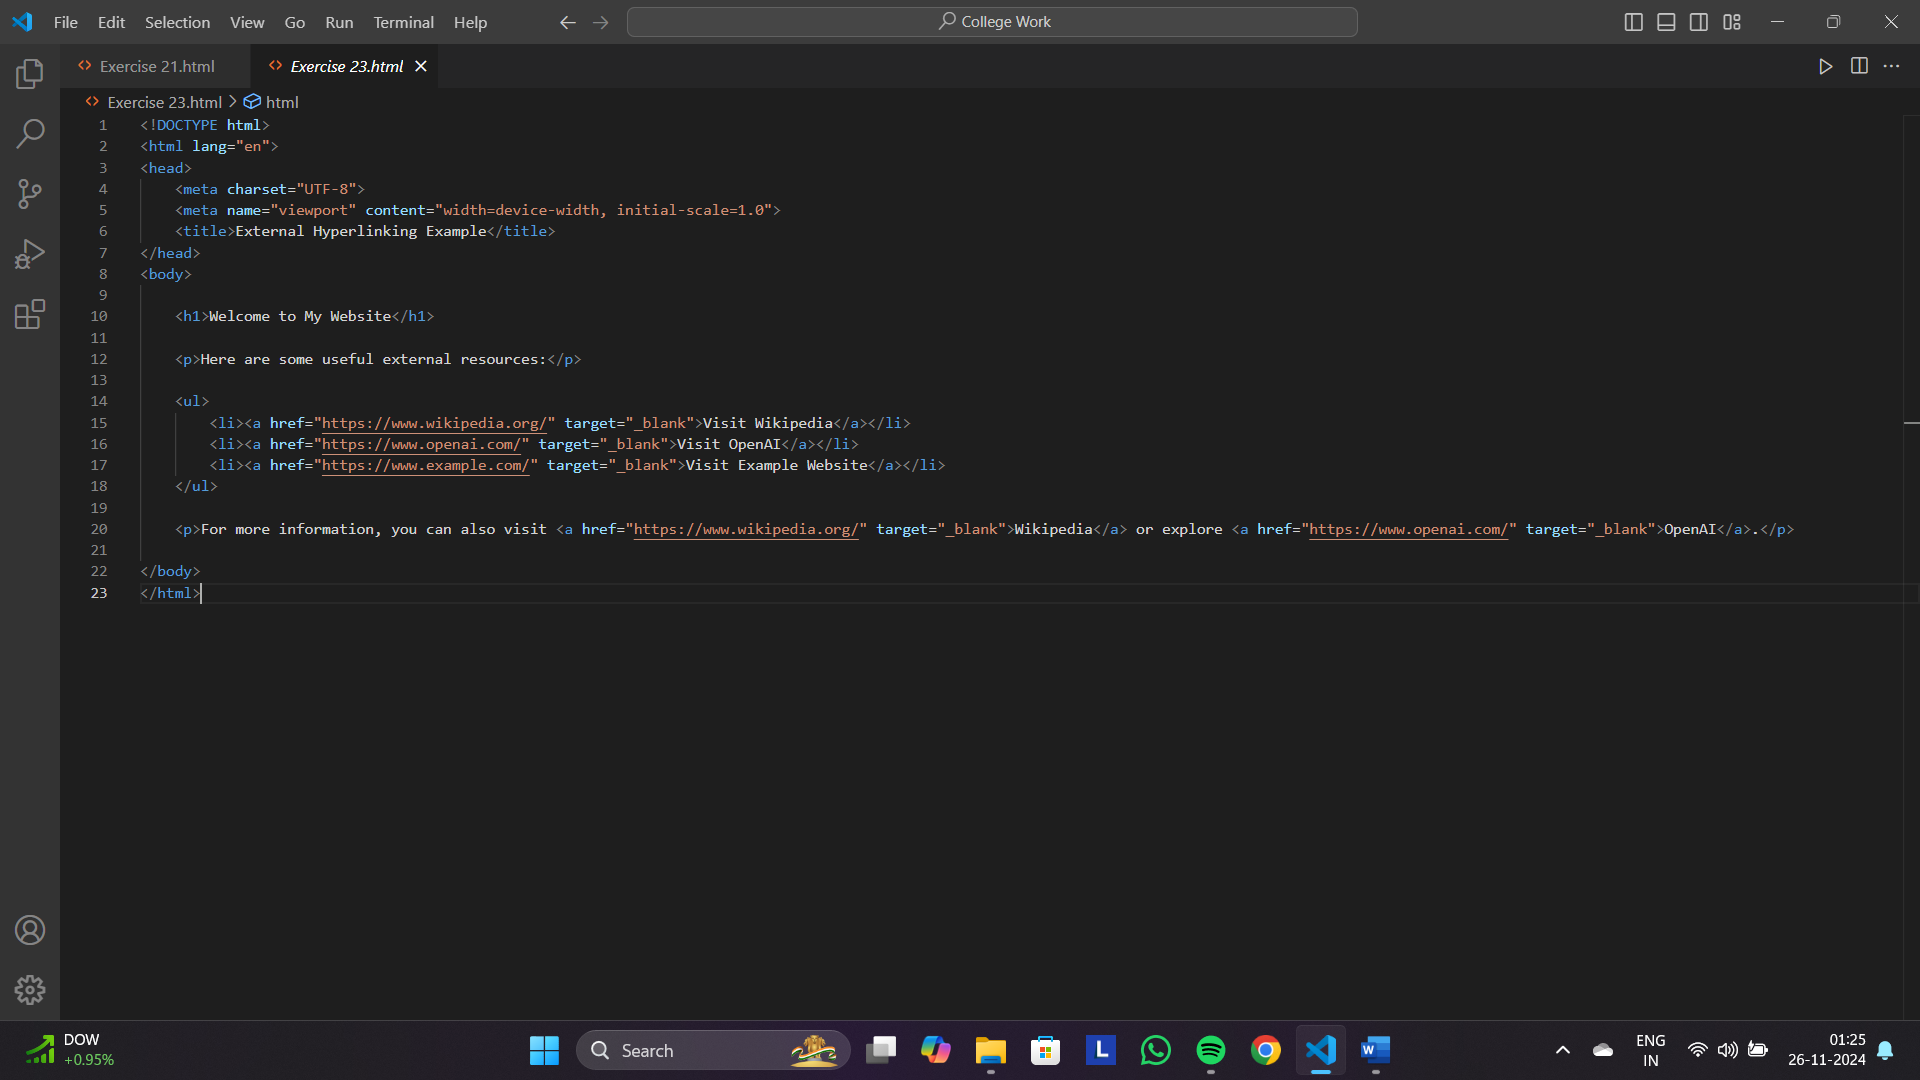 File Edit Selection View Go Run Terminal Help College Work
Exercise 21.html Exercise 23.html
Exercise 23.html html
1 <!DOCTYPE html>
2 <html lang="en">
3 <head>
4 <meta charset="UTF-8">
5 <meta name="viewport" content="width=device-width, initial-scale=1.0">
6 <title>External Hyperlinking Example</title>
7 </head>
8 <body>
9
10 <h1>Welcome to My Website</h1>
11
12 <p>Here are some useful external resources:</p>
13
14 <ul>
15 <li><a href="https://www.wikipedia.org/" target="_blank">Visit Wikipedia</a></li>
16 <li><a href="https://www.openai.com/" target="_blank">Visit OpenAI</a></li>
17 <li><a href="https://www.example.com/" target="_blank">Visit Example Website</a></li>
18 </ul>
19
20 <p>For more information, you can also visit <a href="https://www.wikipedia.org/" target="_blank">Wikipedia</a> or explore <a href="https://www.openai.com/" target="_blank">OpenAI</a>.</p>
21
22 </body>
23 </html>
DOW
+0.95%
Search
L
W
ENG
IN
01:25
26-11-2024